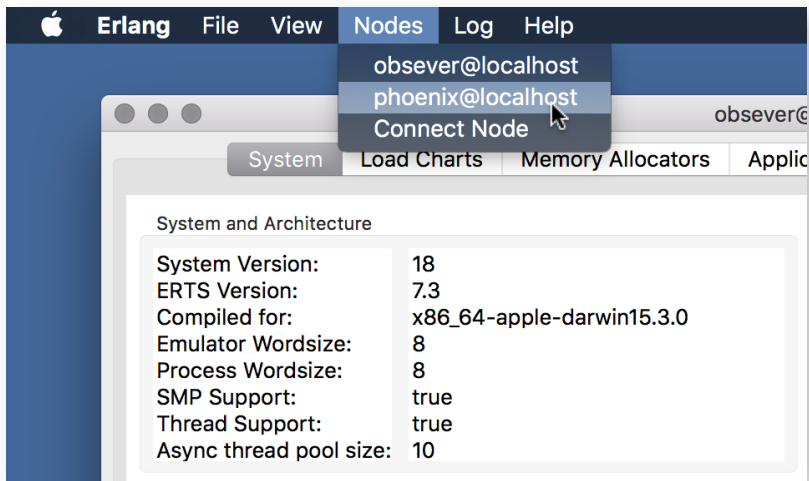 Erlang File View Nodes Log Help
obsever@localhost
phoenix@localhost
Connect Node
obsever@
System Load Charts Memory Allocators Applic
System and Architecture
System Version: 18
ERTS Version: 7.3
Compiled for: x86_64-apple-darwin15.3.0
Emulator Wordsize: 8
Process Wordsize: 8
SMP Support: true
Thread Support: true
Async thread pool size: 10